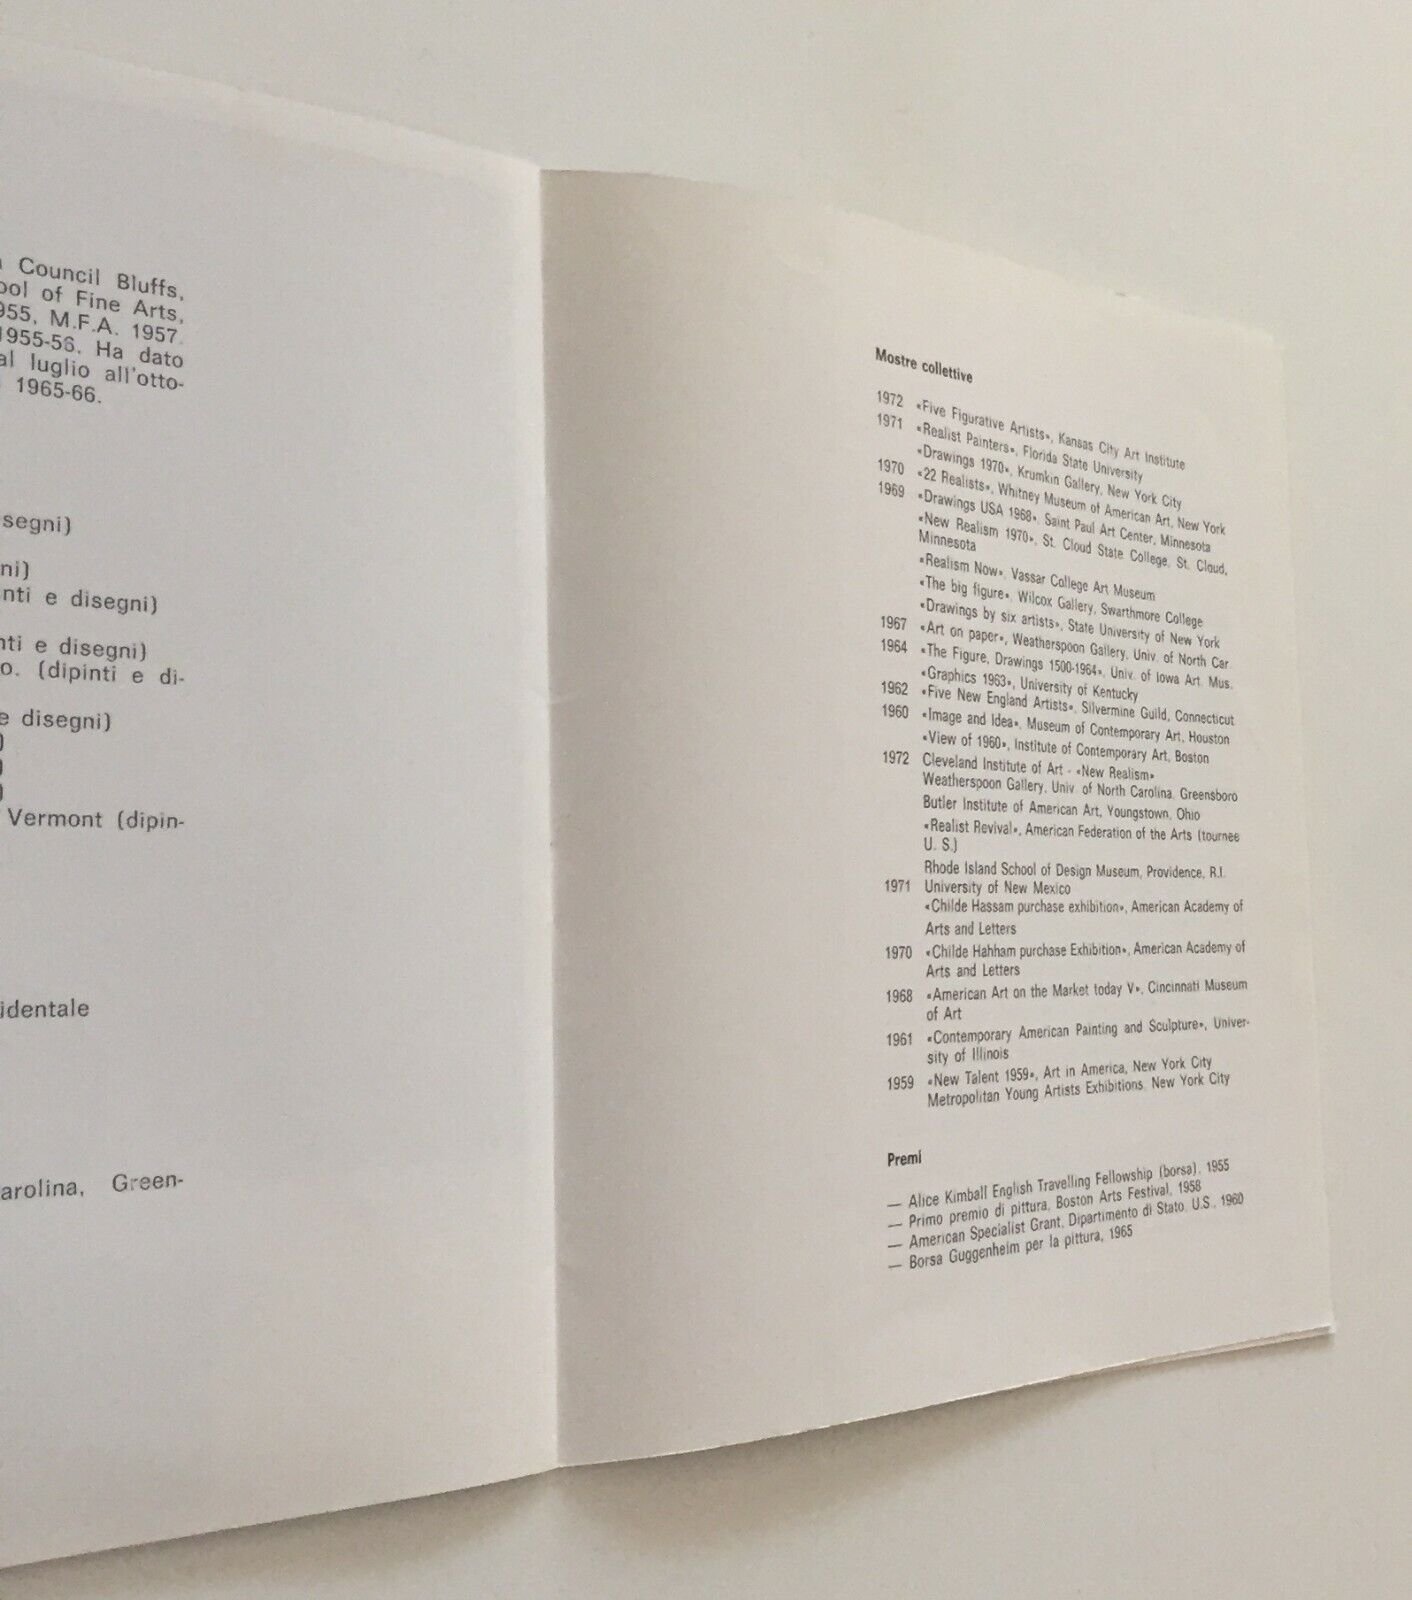 Council Bluffs,
ool of Fine Arts,
955, M.F.A. 1957.
1955-56. Ha dato
al luglio all'otto-
1965-66.
segni)
ni)
nti e disegni)
nti e disegni)
o. (dipinti e di-
e disegni)
)
)
)
Vermont (dipin-
identale
arolina, Green-
Mostre collettive
1972 «Five Figurative Artists», Kansas City Art Institute
1971 «Realist Painters», Florida State University
«Drawings 1970», Krumkin Gallery, New York City
1970 «22 Realists», Whitney Museum of American Art, New York
1969 «Drawings USA 1968», Saint Paul Art Center, Minnesota
«New Realism 1970», St. Cloud State College, St. Cloud,
Minnesota
«Realism Now», Vassar College Art Museum
«The big figure», Wilcox Gallery, Swarthmore College
«Drawings by six artists», State University of New York
1967 «Art on paper», Weatherspoon Gallery, Univ. of North Car
1964 «The Figure, Drawings 1500-1964», Univ. of Iowa Art. Mus.
«Graphics 1963», University of Kentucky
1962 «Five New England Artists», Silvermine Guild, Connecticut
1960 «Image and Idea», Museum of Contemporary Art, Houston
«View of 1960», Institute of Contemporary Art, Boston
1972 Cleveland Institute of Art - «New Realism»
Weatherspoon Gallery, Univ. of North Carolina, Greensboro
Butler Institute of American Art, Youngstown, Ohio
«Realist Revival», American Federation of the Arts (tournee
U. S.)
Rhode Island School of Design Museum, Providence, R.I.
1971 University of New Mexico
«Childe Hassam purchase exhibition», American Academy of
Arts and Letters
1970 «Childe Hahham purchase Exhibition», American Academy of
Arts and Letters
1968 «American Art on the Market today V», Cincinnati Museum
of Art
1961 «Contemporary American Painting and Sculpture», Univer-
sity of Illinois
1959 «New Talent 1959», Art in America, New York City
Metropolitan Young Artists Exhibitions, New York City
Premi
— Alice Kimball English Travelling Fellowship (borsa), 1955
— Primo premio di pittura, Boston Arts Festival, 1958
— American Specialist Grant, Dipartimento di Stato, U.S., 1960
— Borsa Guggenheim per la pittura, 1965